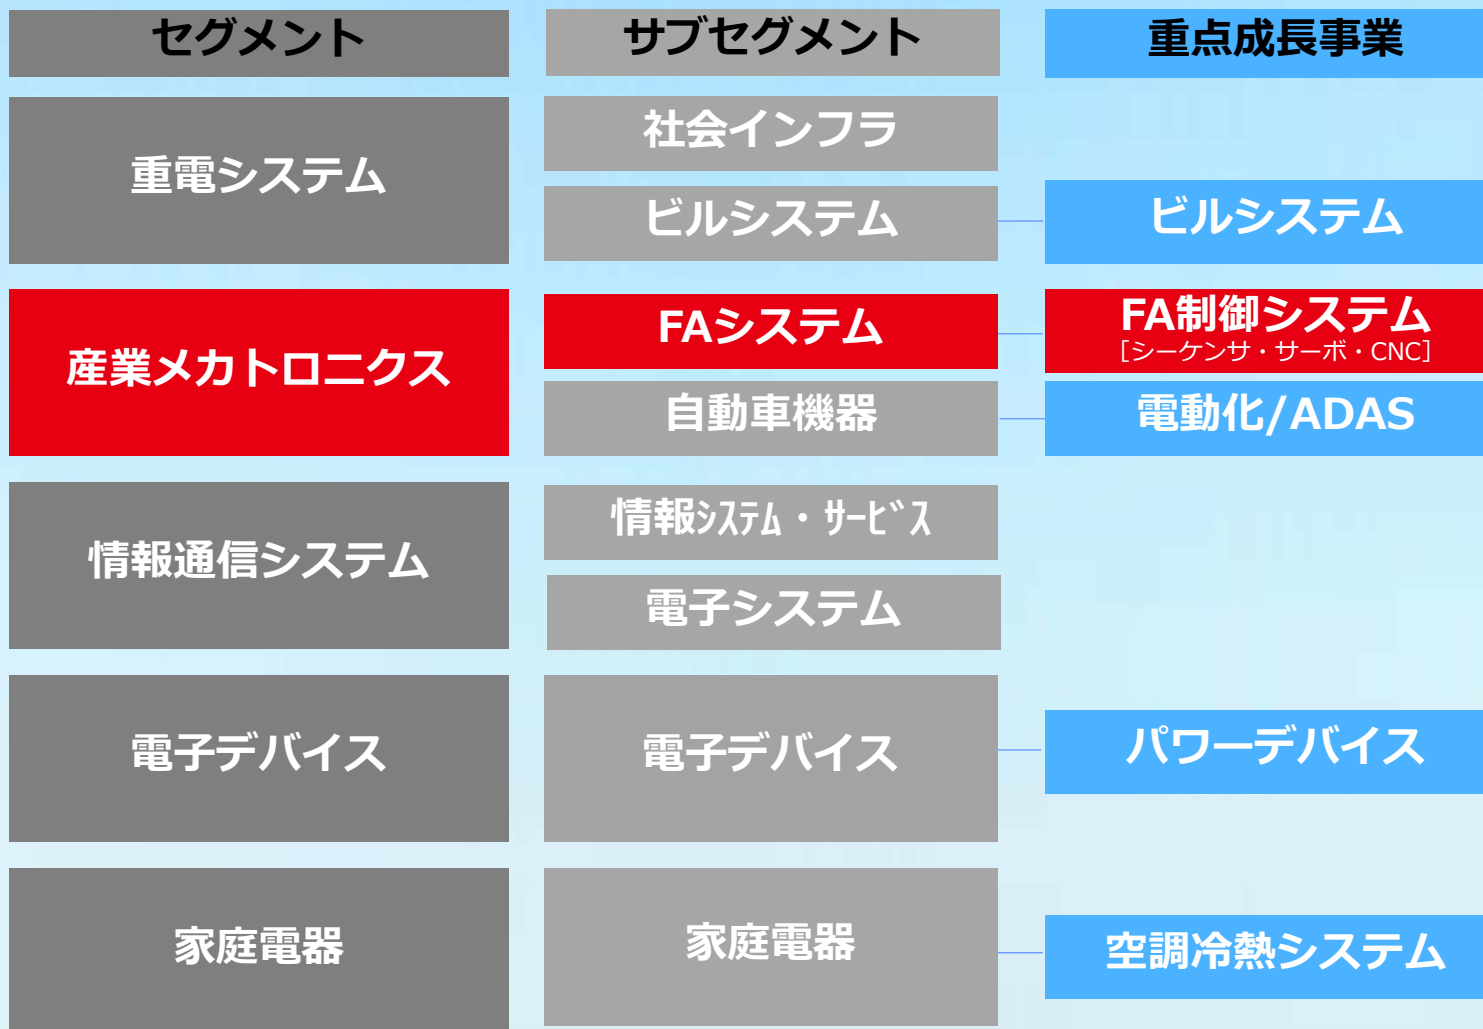 セグメント
サブセグメント
重点成長事業
重電システム
社会インフラ
ビルシステム
ビルシステム
産業メカトロニクス
FAシステム
FA制御システム
[シーケンサ・サーボ・CNC]
自動車機器
電動化/ADAS
情報通信システム
情報ｼｽﾃﾑ・ｻｰﾋﾞｽ
電子システム
電子デバイス
電子デバイス
パワーデバイス
家庭電器
家庭電器
空調冷熱システム